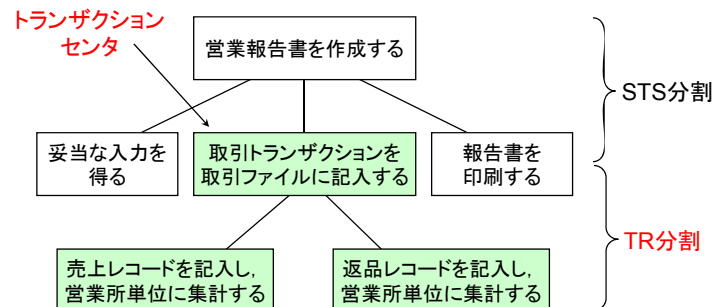 トランザクション
センタ
営業報告書を作成する
STS分割
妥当な入力を
得る
取引トランザクションを
取引ファイルに記入する
報告書を
印刷する
TR分割
売上レコードを記入し,
営業所単位に集計する
返品レコードを記入し,
営業所単位に集計する